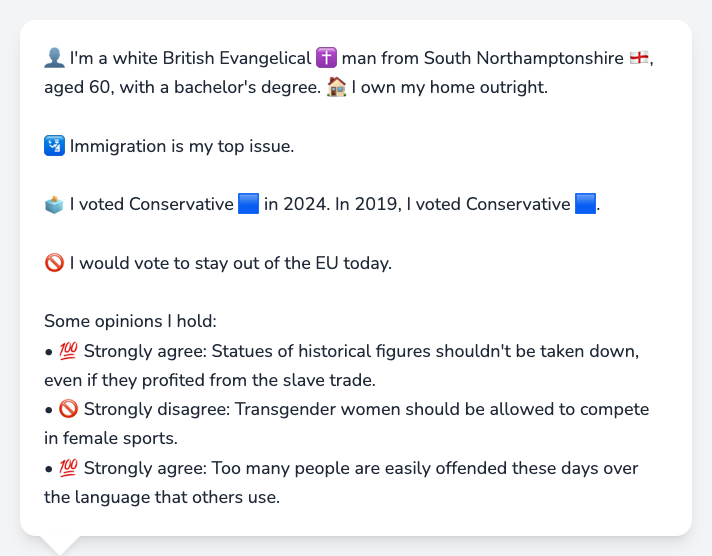 👤 I'm a white British Evangelical ✝️ man from South Northamptonshire 🏴󠁧󠁢󠁥󠁮󠁧󠁿,
aged 60, with a bachelor's degree. 🏠 I own my home outright.
🛂 Immigration is my top issue.
🗳️ I voted Conservative 🟦 in 2024. In 2019, I voted Conservative 🟦.
🚫 I would vote to stay out of the EU today.
Some opinions I hold:
• 💯 Strongly agree: Statues of historical figures shouldn't be taken down,
even if they profited from the slave trade.
• 🚫 Strongly disagree: Transgender women should be allowed to compete
in female sports.
• 💯 Strongly agree: Too many people are easily offended these days over
the language that others use.